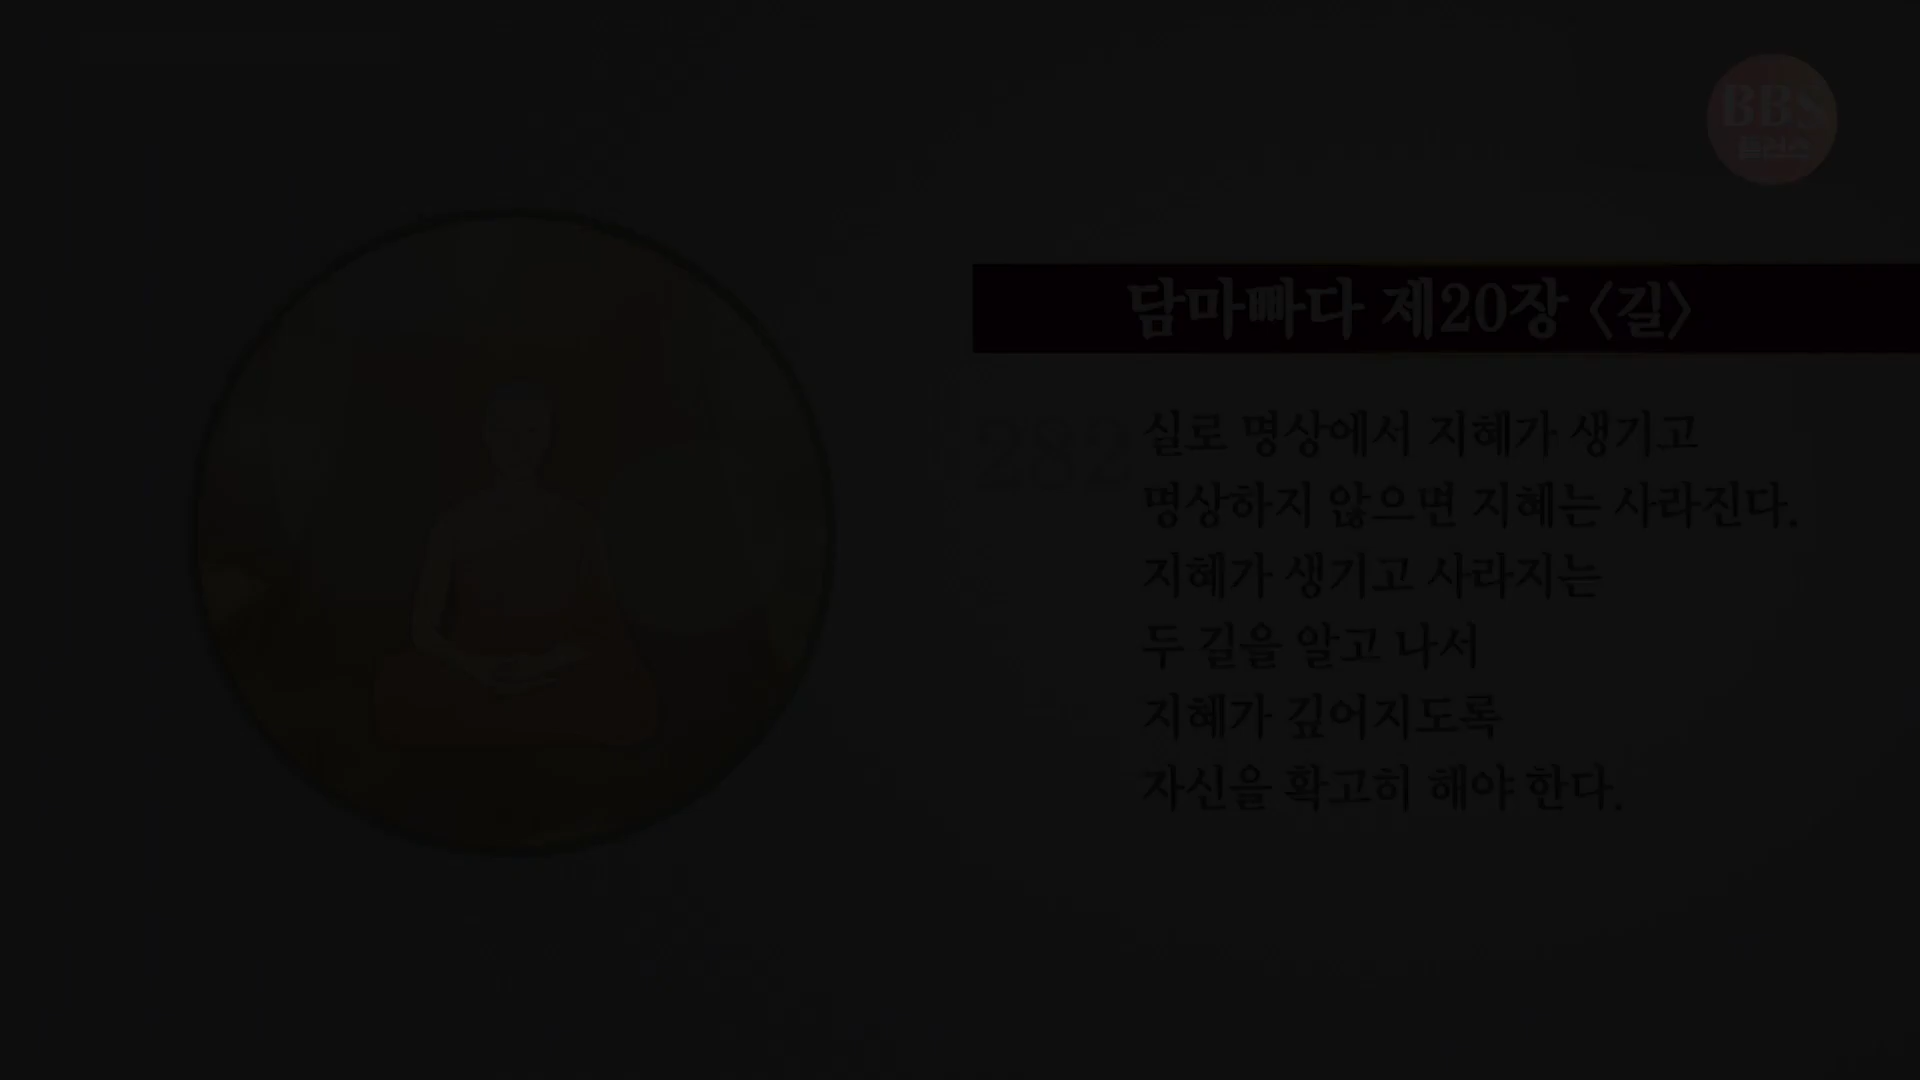 BBS
플러스
담마빠다 제20장 〈길〉
282 실로 명상에서 지혜가 생기고
명상하지 않으면 지혜는 사라진다.
지혜가 생기고 사라지는
두 길을 알고 나서
지혜가 깊어지도록
자신을 확고히 해야 한다.